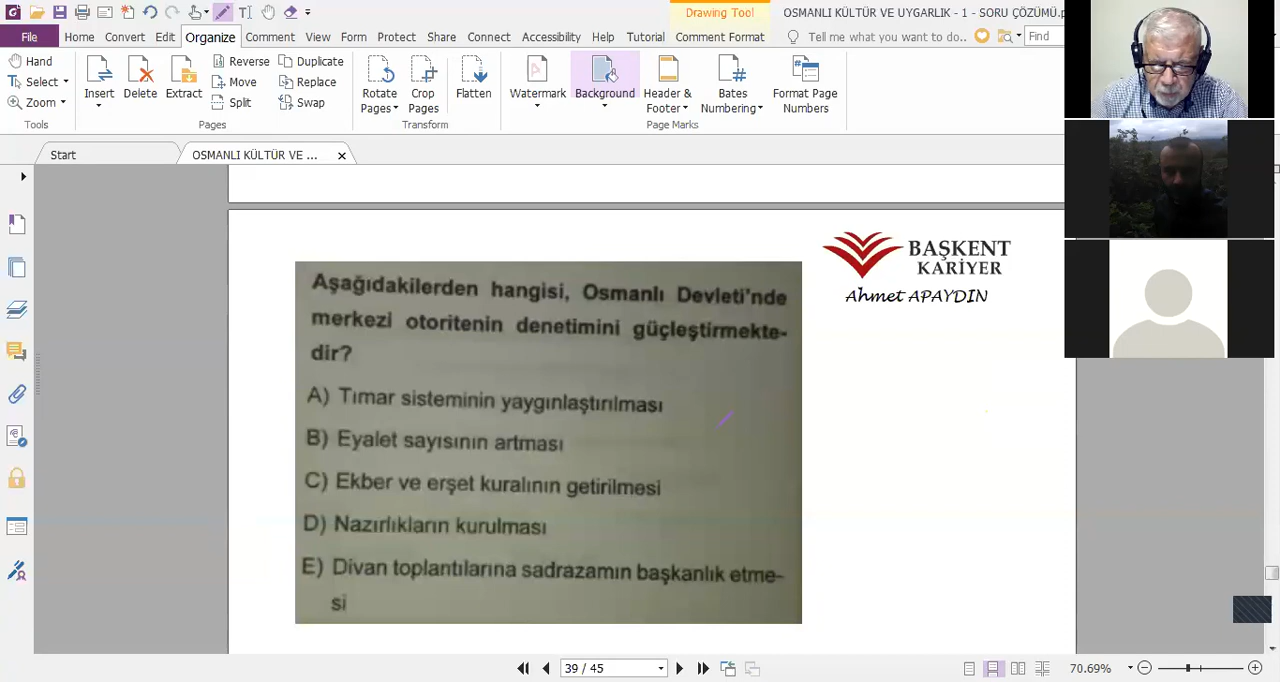 OSMANLI KÜLTÜR VE UYGARLIK - 1 - SORU ÇÖZÜMÜ.p
Drawing Tool
File Home Convert Edit Organize Comment View Form Protect Share Connect Accessibility Help Tutorial Comment Format Tell me what you want to do.. Find
Hand
Select
Zoom
Tools
Insert Delete Extract
Reverse
Move
Split
Duplicate
Replace
Swap
Pages
Rotate Pages
Crop Pages
Flatten
Transform
Watermark
Background
Header & Footer
Bates Numbering
Format Page Numbers
Page Marks
Start
OSMANLI KÜLTÜR VE ...
BAŞKENT
KARİYER
Ahmet APAYDIN
Aşağıdakilerden hangisi, Osmanlı Devleti'nde
merkezi otoritenin denetimini güçleştirmekte-
dir?
A) Tımar sisteminin yaygınlaştırılması
B) Eyalet sayısının artması
C) Ekber ve erşet kuralının getirilmesi
D) Nazırlıkların kurulması
E) Divan toplantılarına sadrazamın başkanlık etme-
si
39 / 45
70.69%